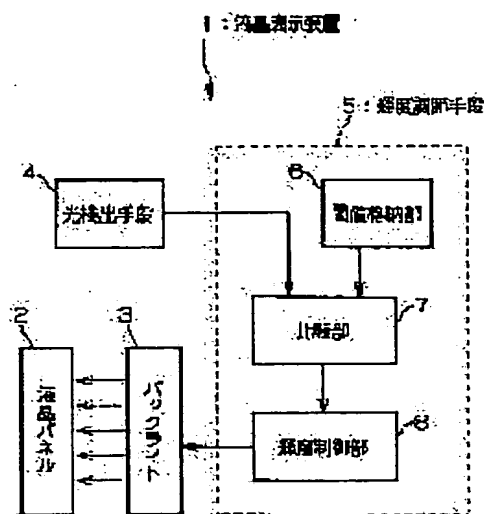 1：液晶表示装置
5：輝度調節手段
4
光検出手段
6
閾値格納部
7
比較部
2
液晶パネル
3
バックライト
8
輝度制御部